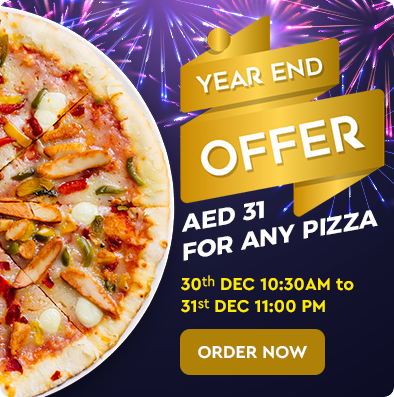 YEAR END
OFFER
AED 31
FOR ANY PIZZA
30th DEC 10:30AM to
31st DEC 11:00 PM
ORDER NOW